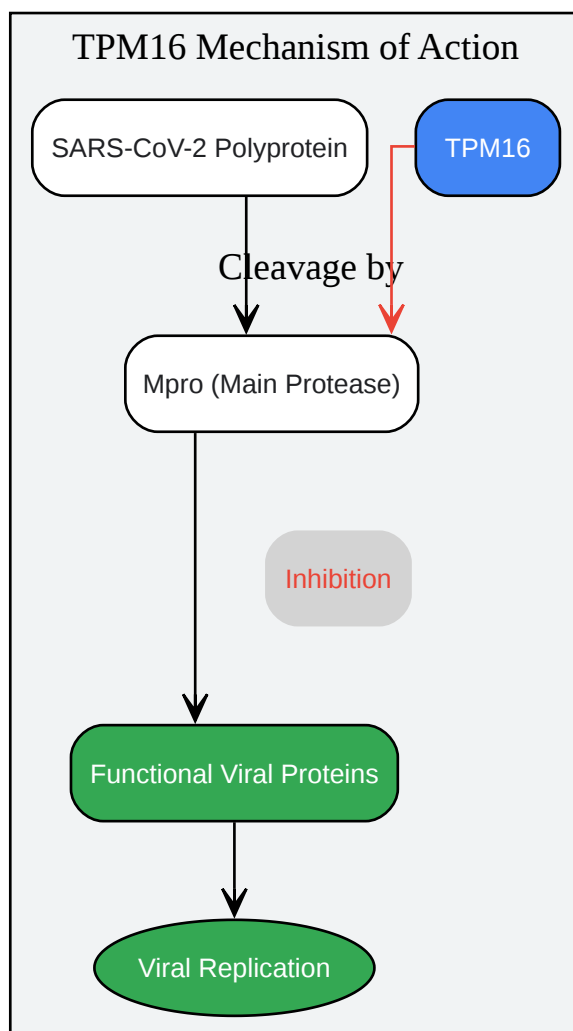 TPM16 Mechanism of Action
SARS-CoV-2 Polyprotein
TPM16
Cleavage by
Mpro (Main Protease)
Inhibition
Functional Viral Proteins
Viral Replication